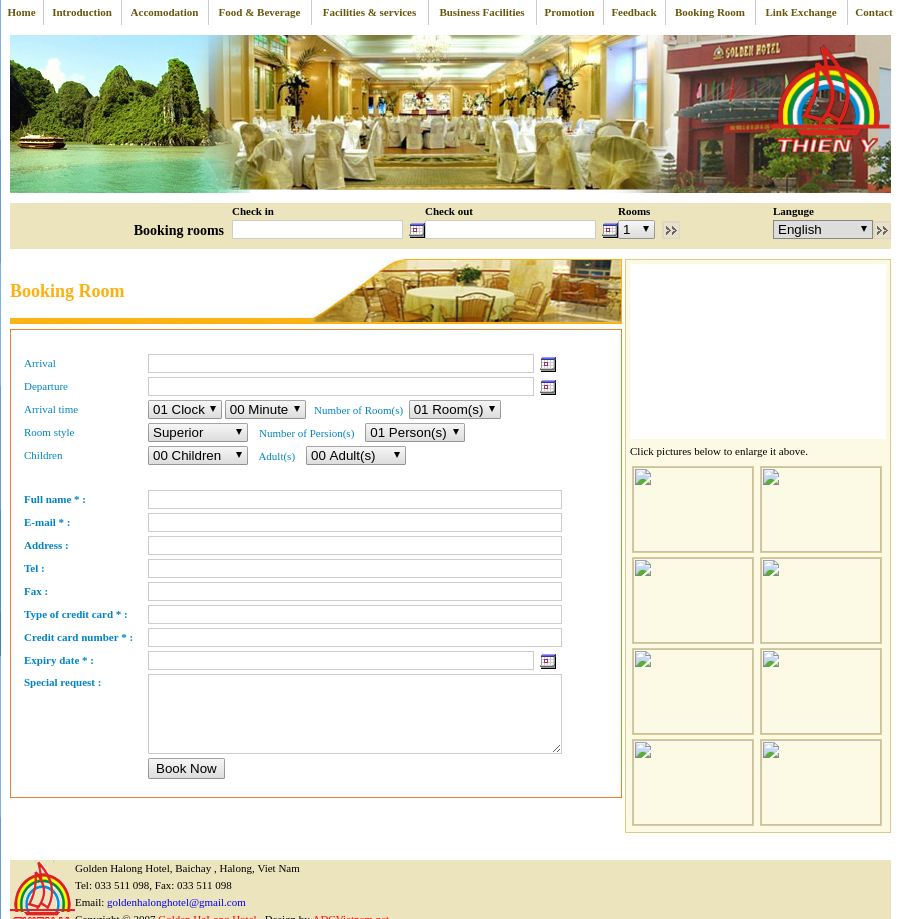 Home Introduction Accomodation Food & Beverage Facilities & services Business Facilities Promotion Feedback Booking Room Link Exchange Contact
GOLDEN HOTEL
THIEN Y
Check in Check out Rooms Languge
Booking rooms 1 English
Booking Room
Arrival
Departure
Arrival time 01 Clock 00 Minute Number of Room(s) 01 Room(s)
Room style Superior Number of Persion(s) 01 Person(s)
Children 00 Children Adult(s) 00 Adult(s)
Full name * :
E-mail * :
Address :
Tel :
Fax :
Type of credit card * :
Credit card number * :
Expiry date * :
Special request :
Book Now
Click pictures below to enlarge it above.
Golden Halong Hotel, Baichay , Halong, Viet Nam
Tel: 033 511 098, Fax: 033 511 098
Email: goldenhalonghotel@gmail.com
Copyright © 2007 Golden HaLong Hotel . Design by ADCVietnam.net